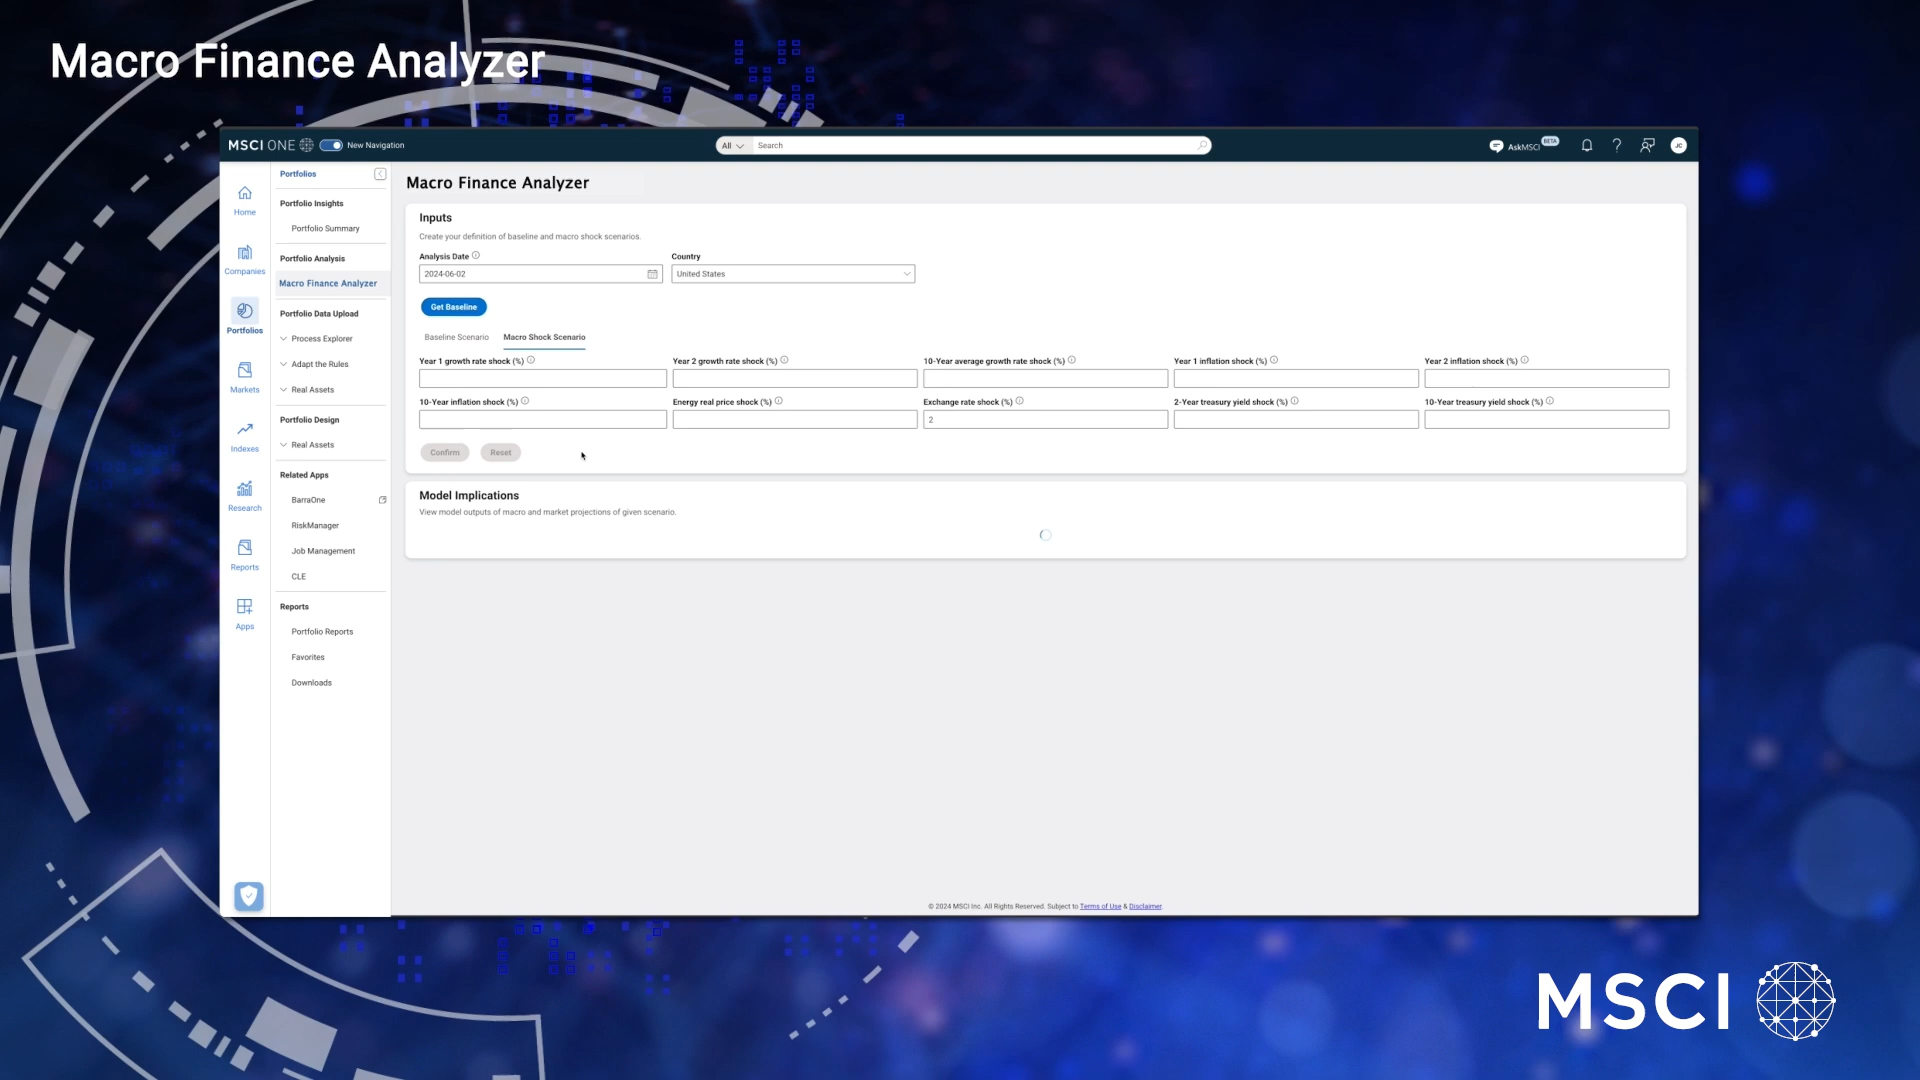 Macro Finance Analyzer
MSCI ONE New Navigation All Search AskMSCI BETA JC
Home
Companies
Portfolios
Markets
Indexes
Research
Reports
Apps
Portfolios
Portfolio Insights
Portfolio Summary
Portfolio Analysis
Macro Finance Analyzer
Portfolio Data Upload
Process Explorer
Adapt the Rules
Real Assets
Portfolio Design
Real Assets
Related Apps
BarraOne
RiskManager
Job Management
CLE
Reports
Portfolio Reports
Favorites
Downloads
Macro Finance Analyzer
Inputs
Create your definition of baseline and macro shock scenarios.
Analysis Date Country
2024-06-02 United States
Get Baseline
Baseline Scenario Macro Shock Scenario
Year 1 growth rate shock (%) Year 2 growth rate shock (%) 10-Year average growth rate shock (%) Year 1 inflation shock (%) Year 2 inflation shock (%)
10-Year inflation shock (%) Energy real price shock (%) Exchange rate shock (%) 2-Year treasury yield shock (%) 10-Year treasury yield shock (%)
2
Confirm Reset
Model Implications
View model outputs of macro and market projections of given scenario.
© 2024 MSCI Inc. All Rights Reserved. Subject to Terms of Use & Disclaimer.
MSCI